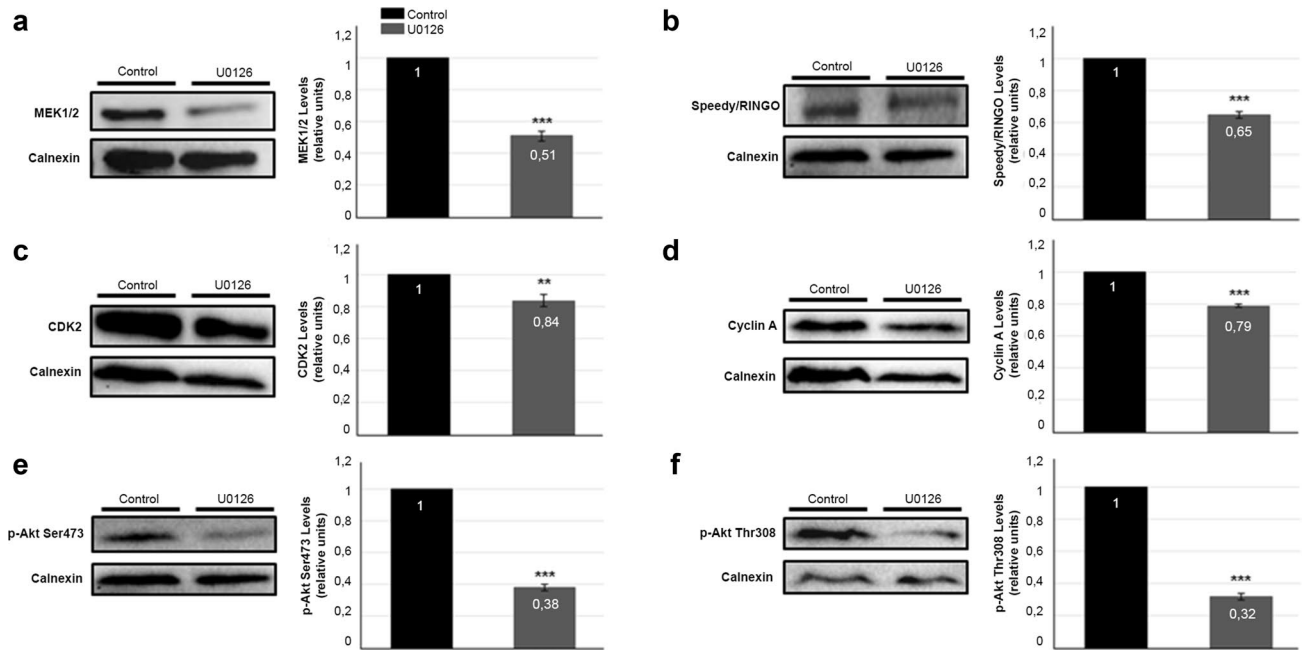 a
Control
U0126
Control
U0126
MEK1/2
Calnexin
MEK1/2 Levels
(relative units)
1,2
1
0,8
0,6
0,4
0,2
0
1
***
0,51
b
Control
U0126
Speedy/RINGO
Calnexin
Speedy/RINGO Levels
(relative units)
1,2
1
0,8
0,6
0,4
0,2
0
1
***
0,65
c
Control
U0126
CDK2
Calnexin
CDK2 Levels
(relative units)
1,2
1
0,8
0,6
0,4
0,2
0
1
**
0,84
d
Control
U0126
Cyclin A
Calnexin
Cyclin A Levels
(relative units)
1,2
1
0,8
0,6
0,4
0,2
0
1
***
0,79
e
Control
U0126
p-Akt Ser473
Calnexin
p-Akt Ser473 Levels
(relative units)
1,2
1
0,8
0,6
0,4
0,2
0
1
***
0,38
f
Control
U0126
p-Akt Thr308
Calnexin
p-Akt Thr308 Levels
(relative units)
1,2
1
0,8
0,6
0,4
0,2
0
1
***
0,32